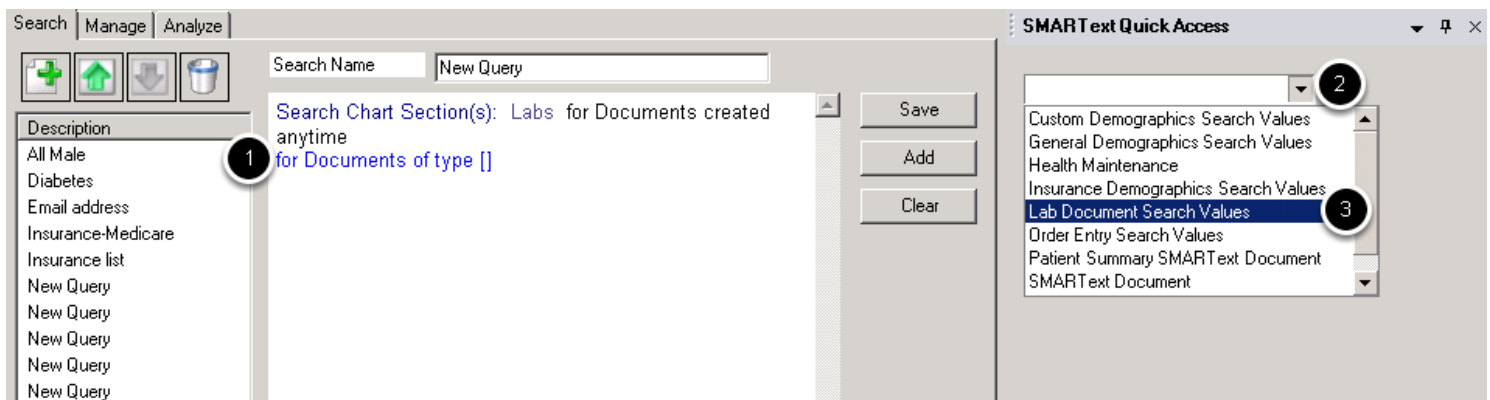 Search Manage Analyze
Search Name New Query
Description
All Male
Diabetes
Email address
Insurance-Medicare
Insurance list
New Query
New Query
New Query
New Query
New Query
1
Search Chart Section(s): Labs for Documents created
anytime
for Documents of type []
Save
Add
Clear
SMARText Quick Access
2
Custom Demographics Search Values
General Demographics Search Values
Health Maintenance
Insurance Demographics Search Values
Lab Document Search Values
3
Order Entry Search Values
Patient Summary SMARText Document
SMARText Document